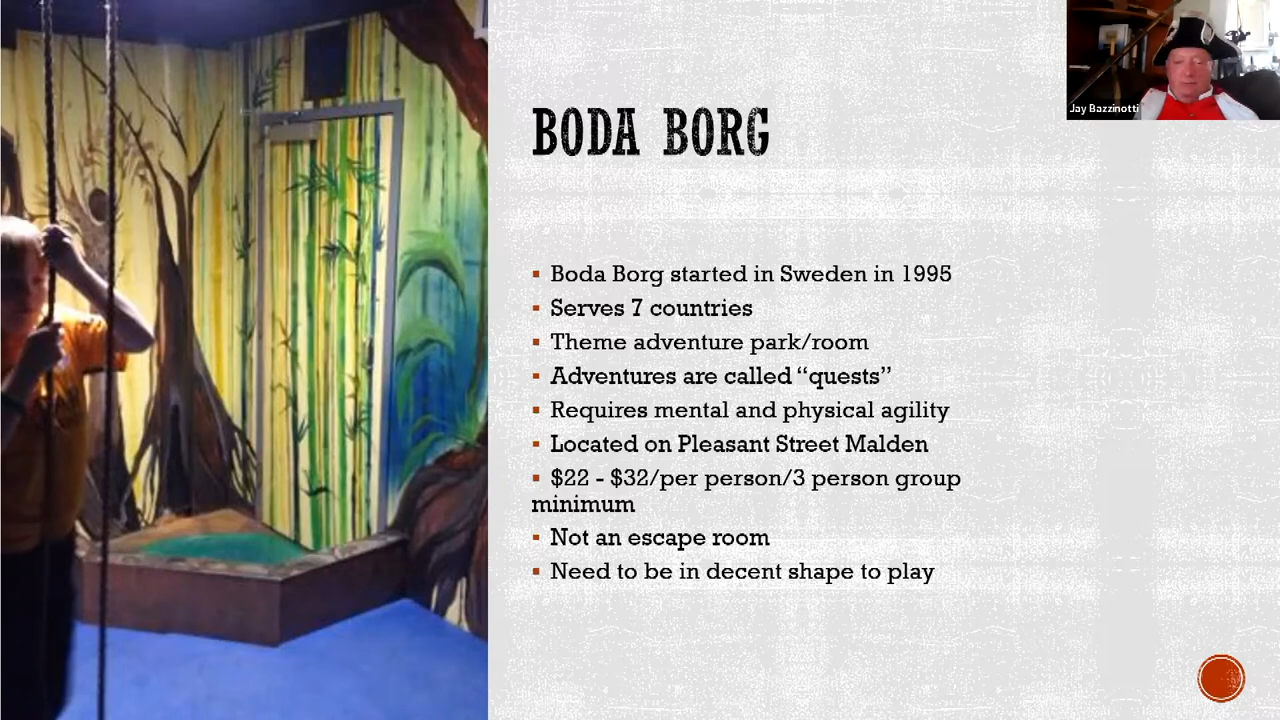 Jay Bazzinotti
BODA BORG
▪ Boda Borg started in Sweden in 1995
▪ Serves 7 countries
▪ Theme adventure park/room
▪ Adventures are called “quests”
▪ Requires mental and physical agility
▪ Located on Pleasant Street Malden
▪ $22 - $32/per person/3 person group
minimum
▪ Not an escape room
▪ Need to be in decent shape to play